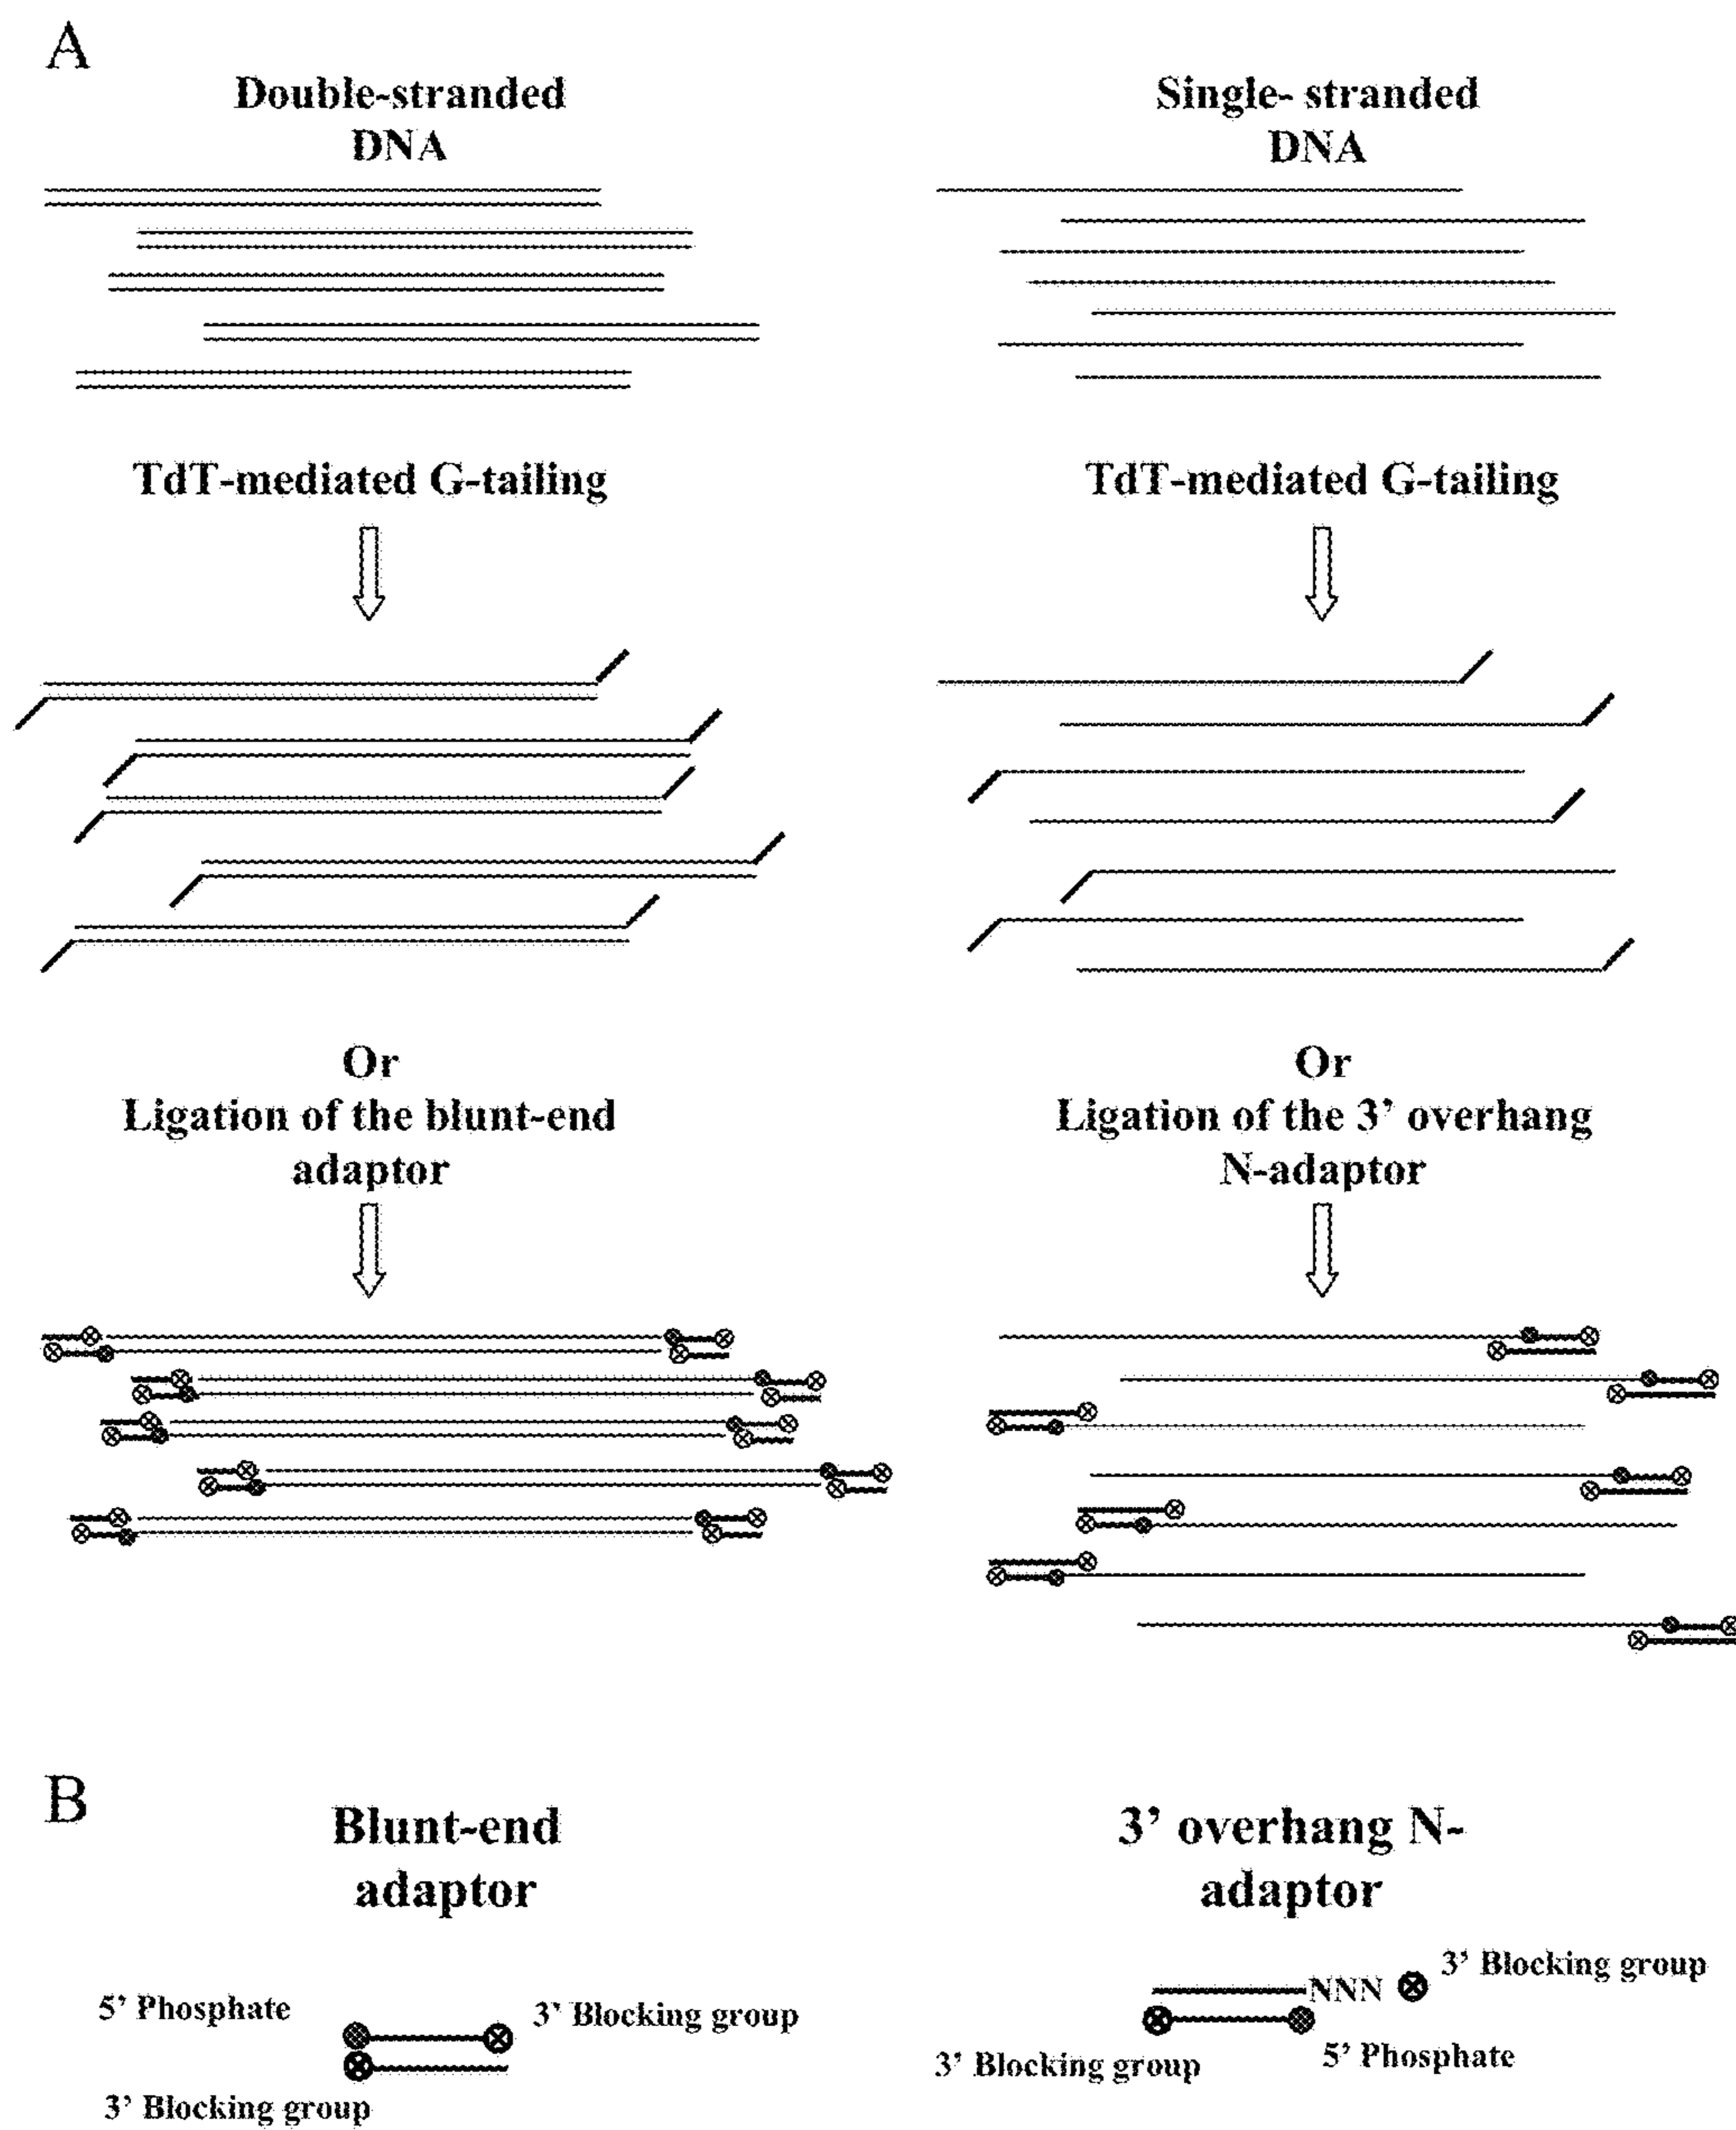 A
Double-stranded
DNA
Single- stranded
DNA
TdT-mediated G-tailing
TdT-mediated G-tailing
Or
Ligation of the blunt-end
adaptor
Or
Ligation of the 3’ overhang
N-adaptor
B
Blunt-end
adaptor
3’ overhang N-
adaptor
5’ Phosphate
3’ Blocking group
3’ Blocking group
NNN
3’ Blocking group
3’ Blocking group
5’ Phosphate